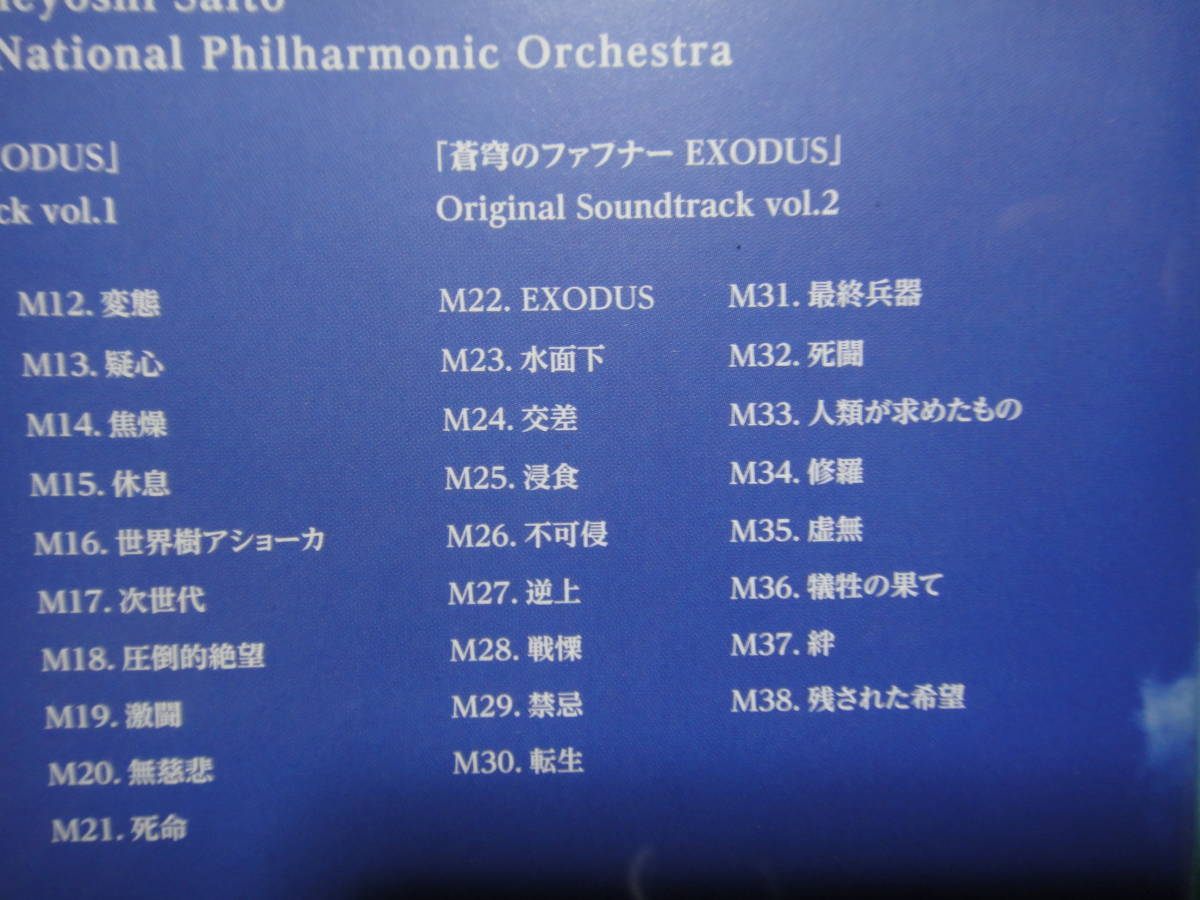 Saito
National Philharmonic Orchestra
EXODUS」
vol.1
M12. 変態
M13. 疑心
M14. 焦燥
M15. 休息
M16. 世界樹アショーカ
M17. 次世代
M18. 圧倒的絶望
M19. 激闘
M20. 無慈悲
M21. 死命
「蒼穹のファフナー EXODUS」
Original Soundtrack vol.2
M22. EXODUS
M23. 水面下
M24. 交差
M25. 浸食
M26. 不可侵
M27. 逆上
M28. 戦慄
M29. 禁忌
M30. 転生
M31. 最終兵器
M32. 死闘
M33. 人類が求めたもの
M34. 修羅
M35. 虚無
M36. 犠牲の果て
M37. 絆
M38. 残された希望